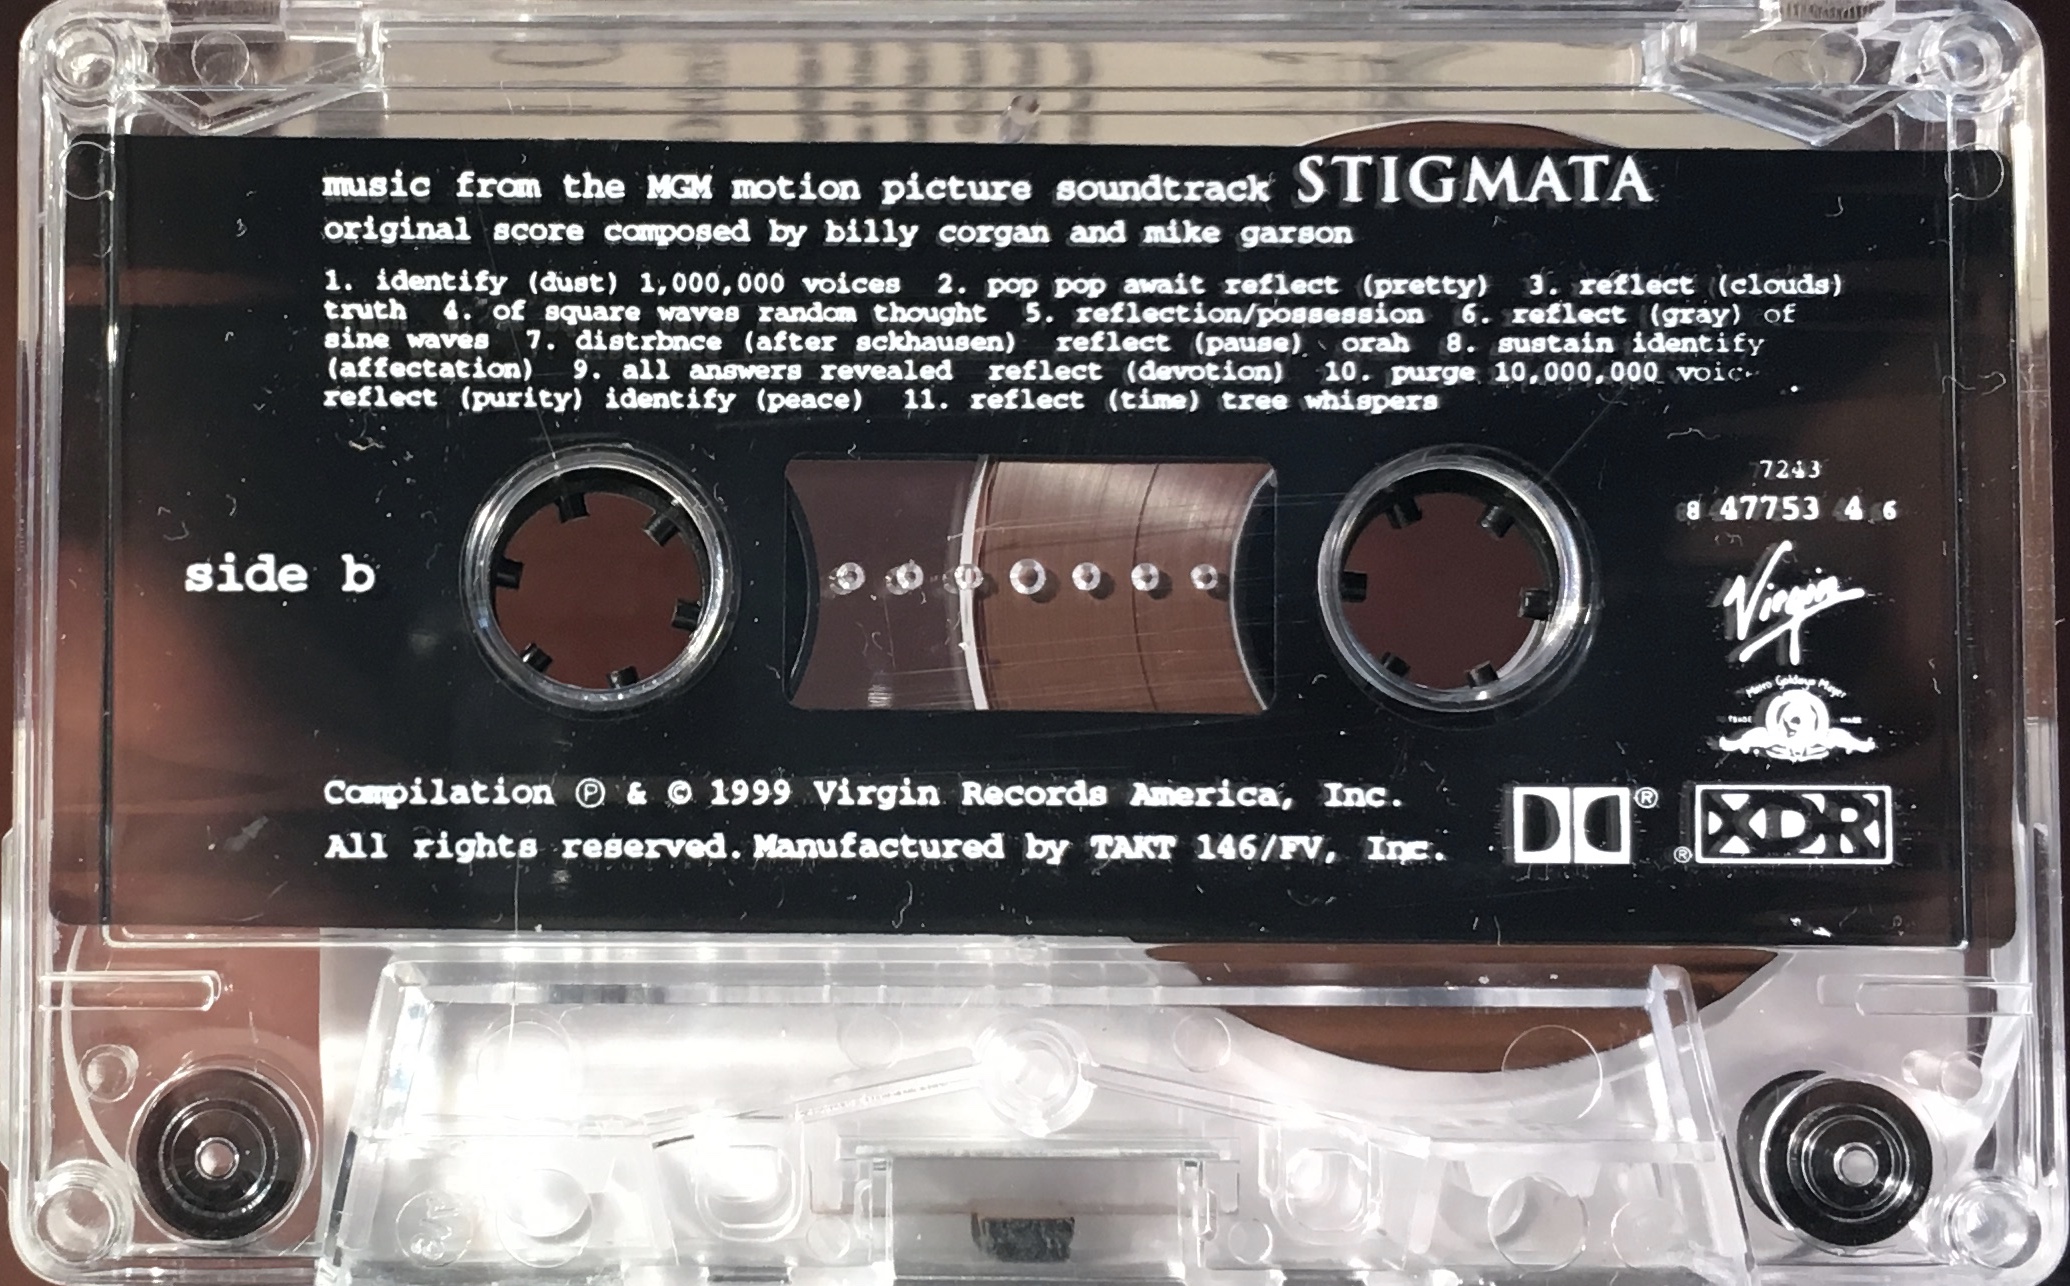 music from the MGM motion picture soundtrack STIGMATA
original score composed by billy corgan and mike garson
1. identify (dust) 1,000,000 voices 2. pop pop await reflect (pretty) 3. reflect (clouds)
truth 4. of square waves random thought 5. reflection/possession 6. reflect (gray) of
sine waves 7. distrbnce (after sckhausen) reflect (pause) orah 8. sustain identify
(affectation) 9. all answers revealed reflect (devotion) 10. purge 10,000,000
reflect (purity) identify (peace) 11. reflect (time) tree whispers
7243
8 47753 4 6
side b
Virgin
Metro Goldwyn Mayer
TRADE MARK
Compilation ℗ & © 1999 Virgin Records America, Inc.
All rights reserved. Manufactured by TAKT 146/FV, Inc.
®
® XDR